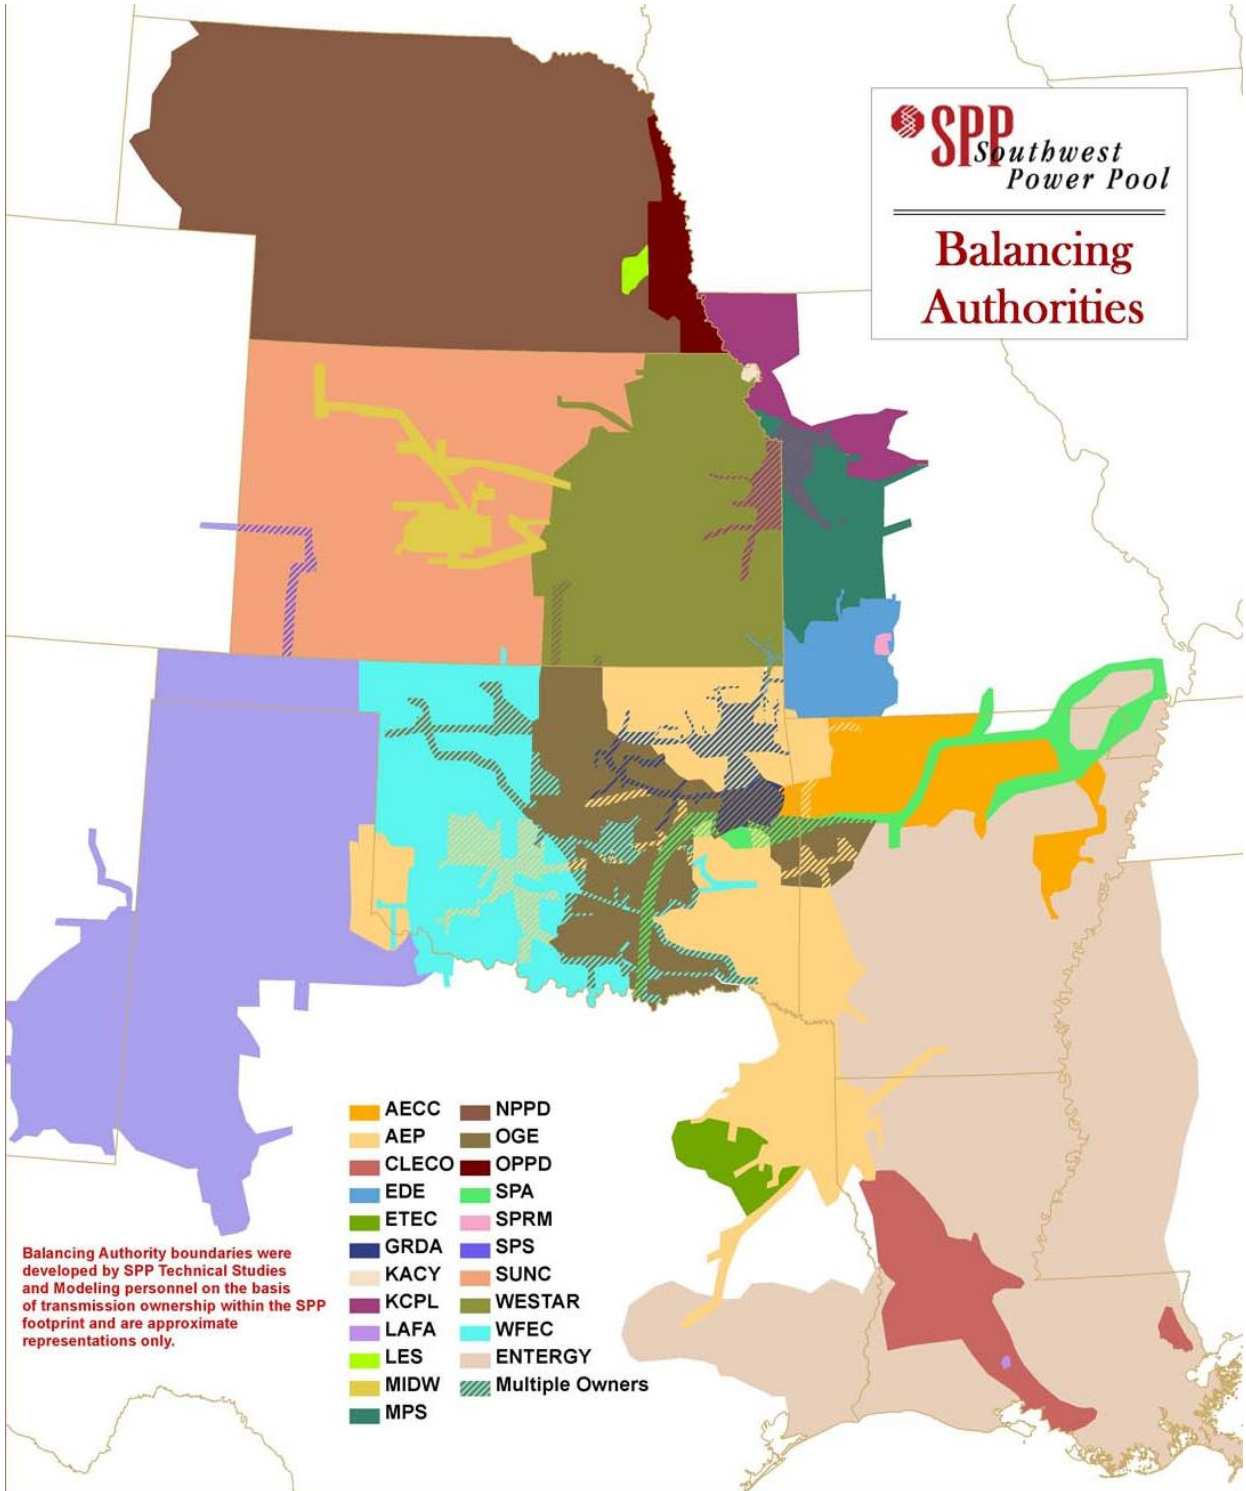 SPP
Southwest
Power Pool
Balancing
Authorities
AECC
AEP
CLECO
EDE
ETEC
GRDA
KACY
KCPL
LAFA
LES
MIDW
MPS
NPPD
OGE
OPPD
SPA
SPRM
SPS
SUNC
WESTAR
WFEC
ENTERGY
Multiple Owners
Balancing Authority boundaries were
developed by SPP Technical Studies
and Modeling personnel on the basis
of transmission ownership within the SPP
footprint and are approximate
representations only.